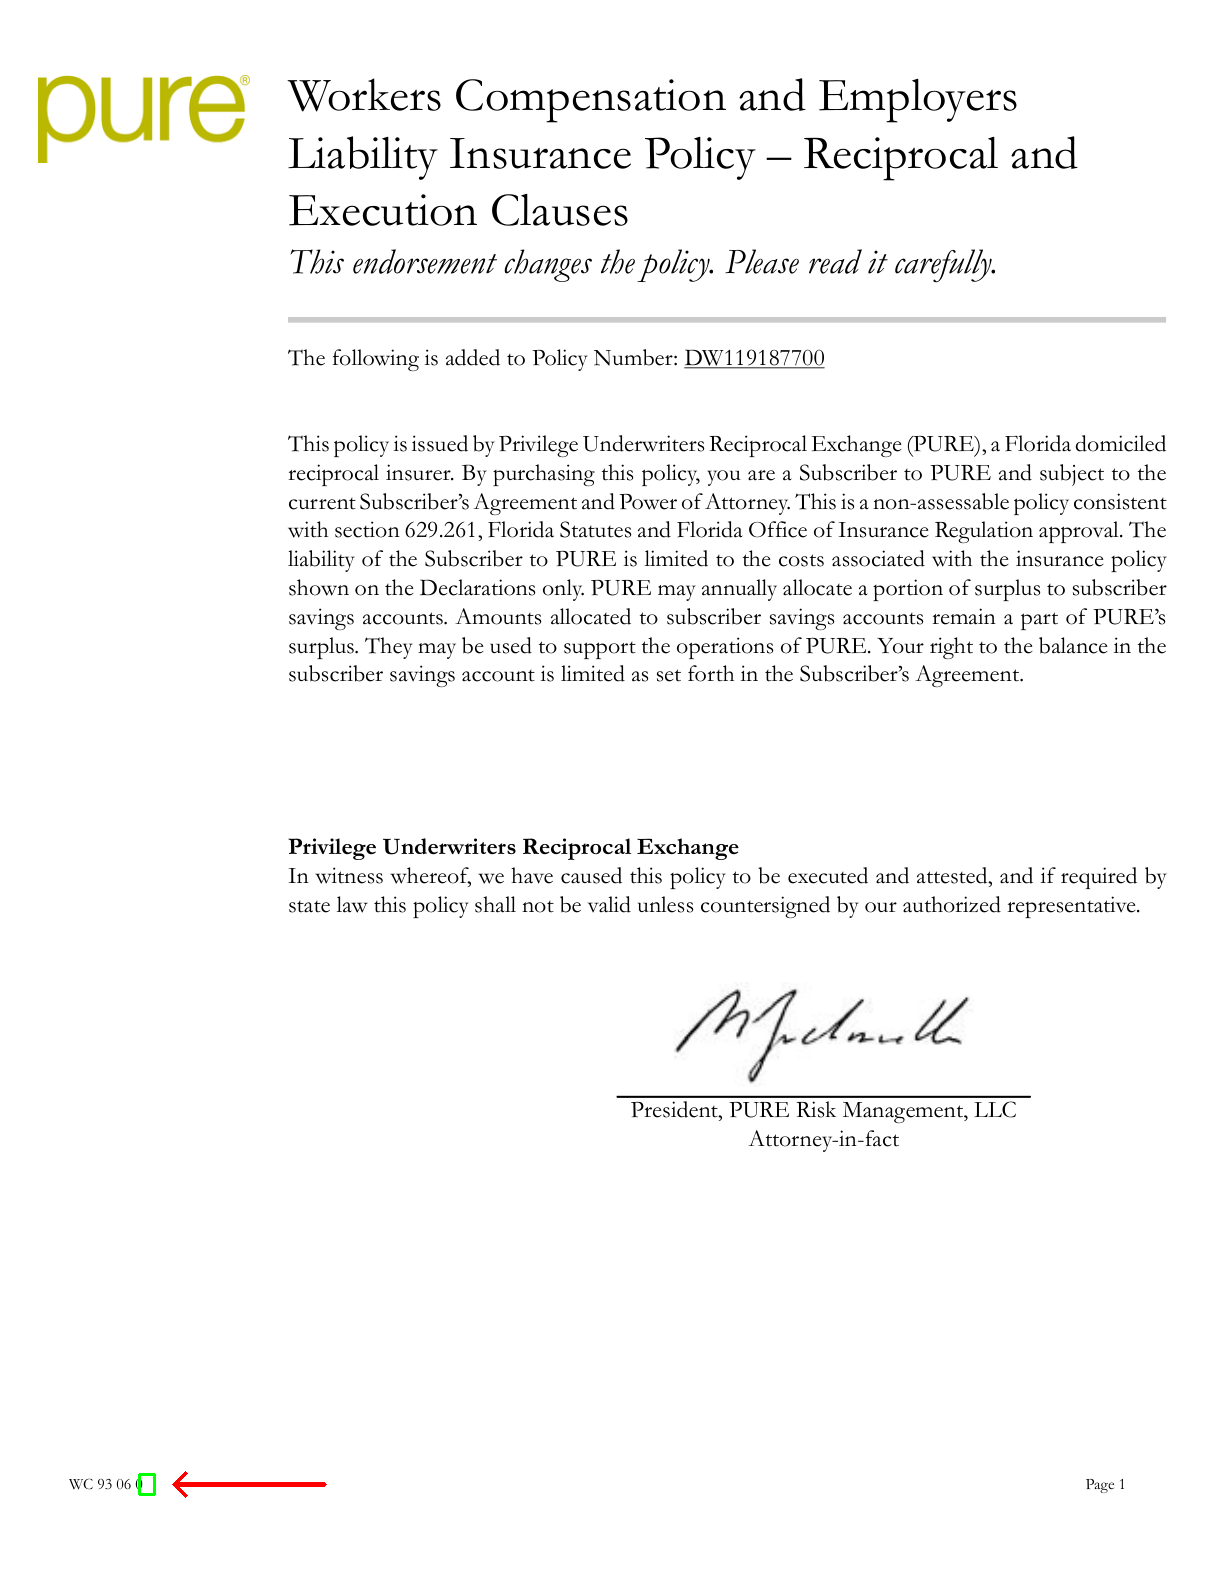 pure®
Workers Compensation and Employers
Liability Insurance Policy – Reciprocal and
Execution Clauses
This endorsement changes the policy. Please read it carefully.
The following is added to Policy Number: DW119187700
This policy is issued by Privilege Underwriters Reciprocal Exchange (PURE), a Florida domiciled
reciprocal insurer. By purchasing this policy, you are a Subscriber to PURE and subject to the
current Subscriber’s Agreement and Power of Attorney. This is a non-assessable policy consistent
with section 629.261, Florida Statutes and Florida Office of Insurance Regulation approval. The
liability of the Subscriber to PURE is limited to the costs associated with the insurance policy
shown on the Declarations only. PURE may annually allocate a portion of surplus to subscriber
savings accounts. Amounts allocated to subscriber savings accounts remain a part of PURE’s
surplus. They may be used to support the operations of PURE. Your right to the balance in the
subscriber savings account is limited as set forth in the Subscriber’s Agreement.
Privilege Underwriters Reciprocal Exchange
In witness whereof, we have caused this policy to be executed and attested, and if required by
state law this policy shall not be valid unless countersigned by our authorized representative.
President, PURE Risk Management, LLC
Attorney-in-fact
WC 93 06
Page 1